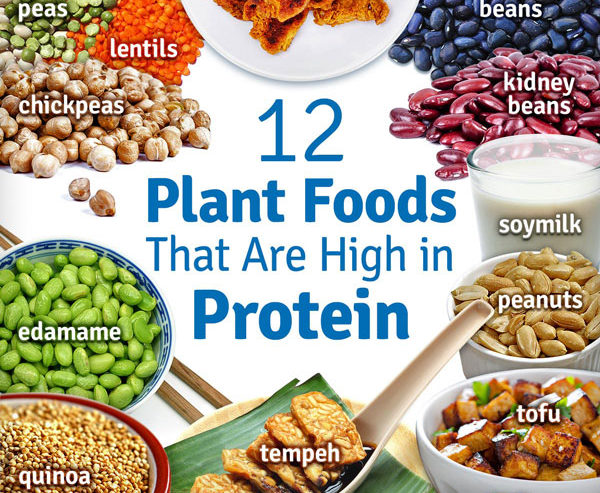 peas
beans
lentils
chickpeas
kidney
beans
12
Plant Foods
That Are High in
Protein
soymilk
peanuts
edamame
tofu
tempeh
quinoa